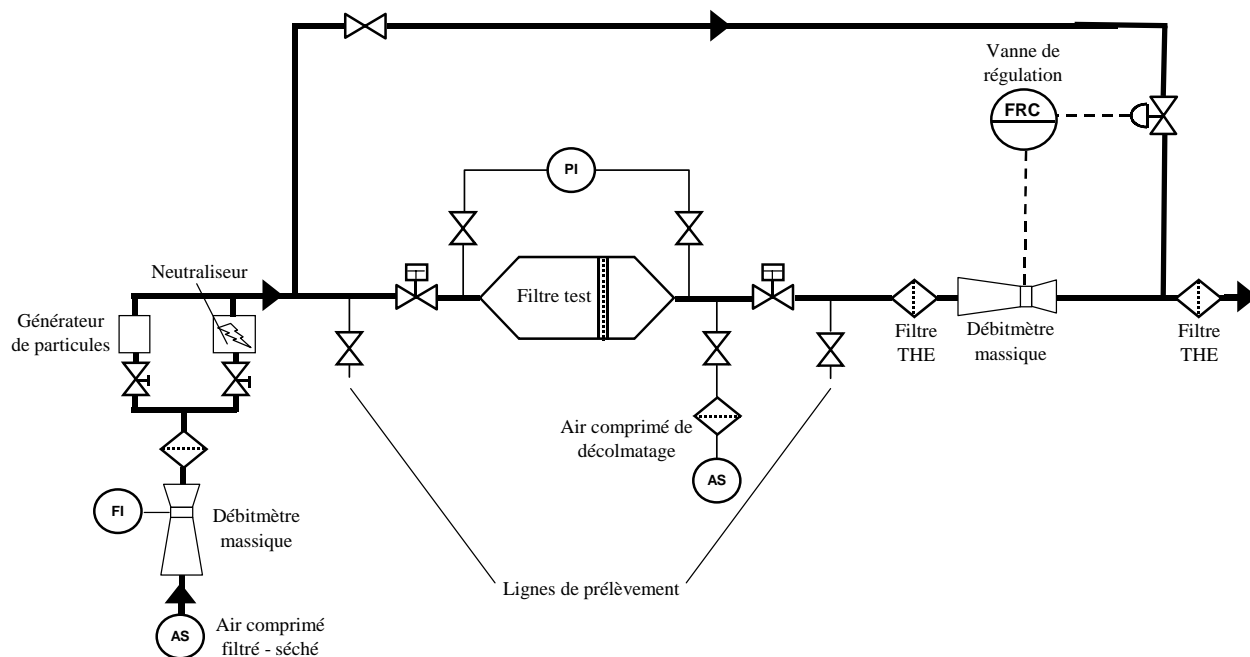 Vanne de
régulation
FRC
PI
Neutraliseur
Filtre test
Générateur
de particules
Filtre
THE
Débitmètre
massique
Filtre
THE
Air comprimé de
décolmatage
AS
FI
Débitmètre
massique
Lignes de prélèvement
AS
Air comprimé
filtré - séché